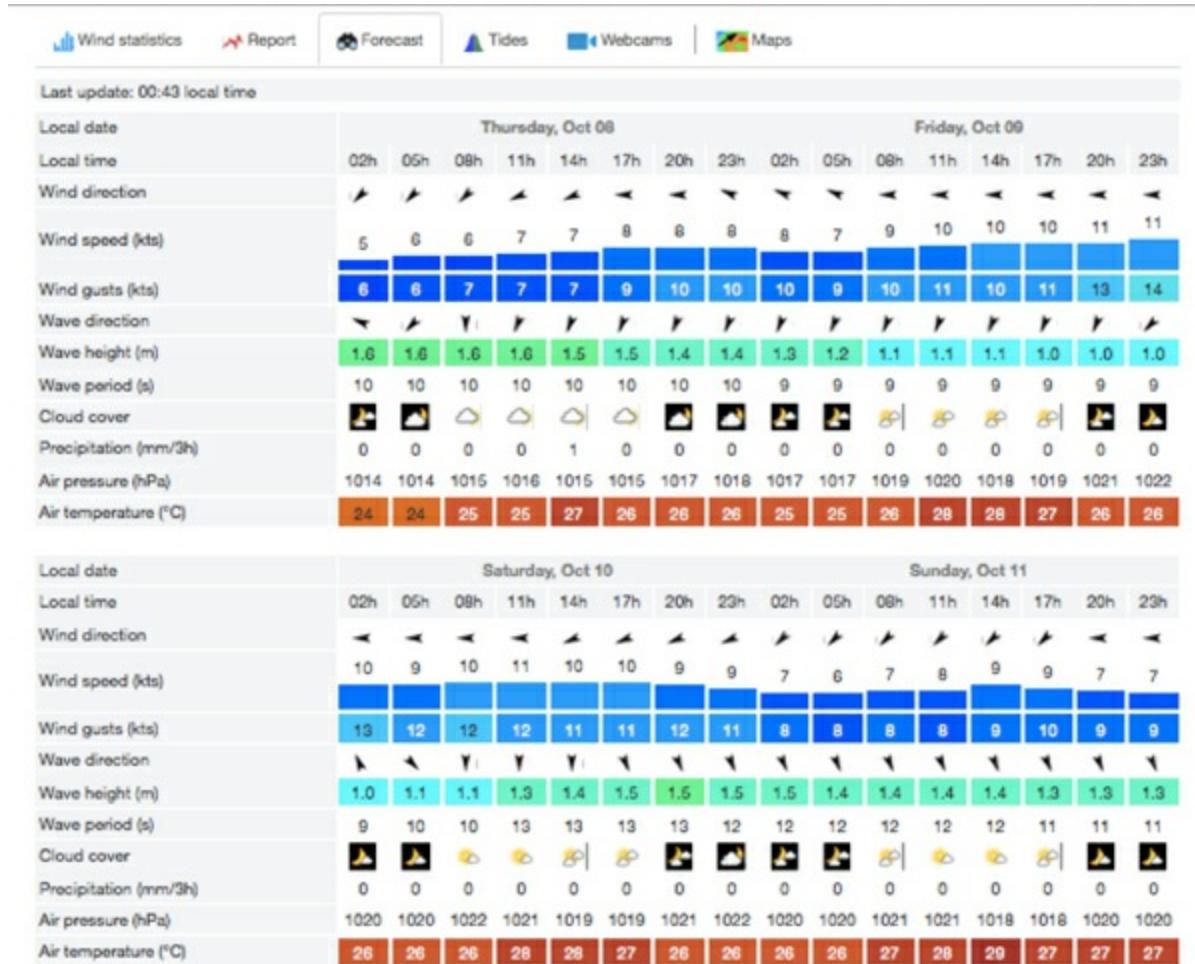 Wind statistics Report Forecast Tides Webcams Maps
Last update: 00:43 local time
Local date Thursday, Oct 08 Friday, Oct 09
Local time 02h 05h 08h 11h 14h 17h 20h 23h 02h 05h 08h 11h 14h 17h 20h 23h
Wind direction
Wind speed (kts) 5 6 6 7 7 8 8 8 8 7 9 10 10 10 11 11
Wind gusts (kts) 6 6 7 7 7 9 10 10 10 9 10 11 10 11 13 14
Wave direction
Wave height (m) 1.6 1.6 1.6 1.6 1.5 1.5 1.4 1.4 1.3 1.2 1.1 1.1 1.1 1.0 1.0 1.0
Wave period (s) 10 10 10 10 10 10 10 10 9 9 9 9 9 9 9 9
Cloud cover
Precipitation (mm/3h) 0 0 0 0 1 0 0 0 0 0 0 0 0 0 0 0
Air pressure (hPa) 1014 1014 1015 1016 1015 1015 1017 1018 1017 1017 1019 1020 1018 1019 1021 1022
Air temperature (°C) 24 24 25 25 27 26 26 26 25 25 26 28 28 27 26 26
Local date Saturday, Oct 10 Sunday, Oct 11
Local time 02h 05h 08h 11h 14h 17h 20h 23h 02h 05h 08h 11h 14h 17h 20h 23h
Wind direction
Wind speed (kts) 10 9 10 11 10 10 9 9 7 6 7 8 9 9 7 7
Wind gusts (kts) 13 12 12 12 11 11 12 11 8 8 8 8 9 10 9 9
Wave direction
Wave height (m) 1.0 1.1 1.1 1.3 1.4 1.5 1.5 1.5 1.5 1.4 1.4 1.4 1.4 1.3 1.3 1.3
Wave period (s) 9 10 10 13 13 13 13 12 12 12 12 12 12 11 11 11
Cloud cover
Precipitation (mm/3h) 0 0 0 0 0 0 0 0 0 0 0 0 0 0 0 0
Air pressure (hPa) 1020 1020 1022 1021 1019 1019 1021 1022 1020 1020 1021 1021 1018 1018 1020 1020
Air temperature (°C) 26 26 26 28 28 27 26 26 26 26 27 28 29 27 27 27